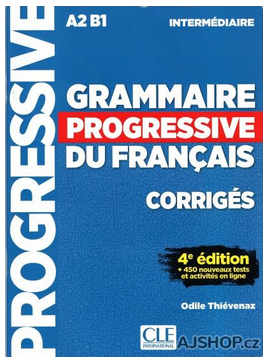 PROGRESSIVE
A2 B1
INTERMÉDIAIRE
GRAMMAIRE
PROGRESSIVE
DU FRANÇAIS
CORRIGÉS
4e édition
+ 450 nouveaux tests
et activités en ligne
Odile Thiévenaz
CLE
INTERNATIONAL
AJSHOP.cz